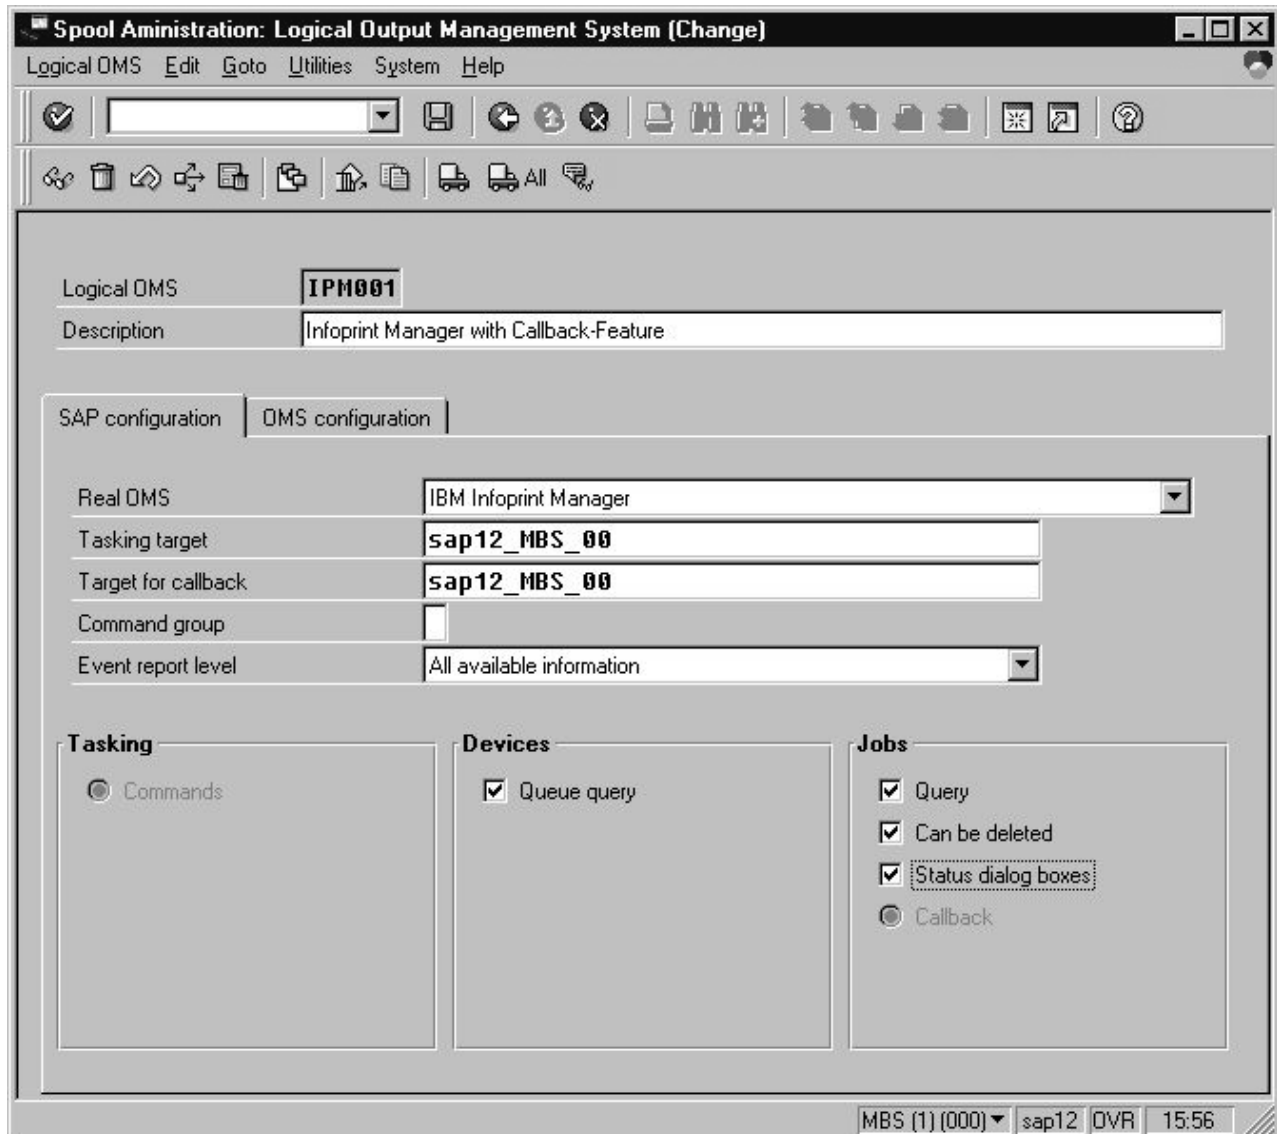 Spool Aministration: Logical Output Management System (Change)
Logical OMS Edit Goto Utilities System Help
All
Logical OMS IPM001
Description Infoprint Manager with Callback-Feature
SAP configuration OMS configuration
Real OMS IBM Infoprint Manager
Tasking target sap12_MBS_00
Target for callback sap12_MBS_00
Command group
Event report level All available information
Tasking Devices Jobs
Commands Queue query Query
Can be deleted
Status dialog boxes
Callback
MBS (1) (000) sap12 OVR 15:56